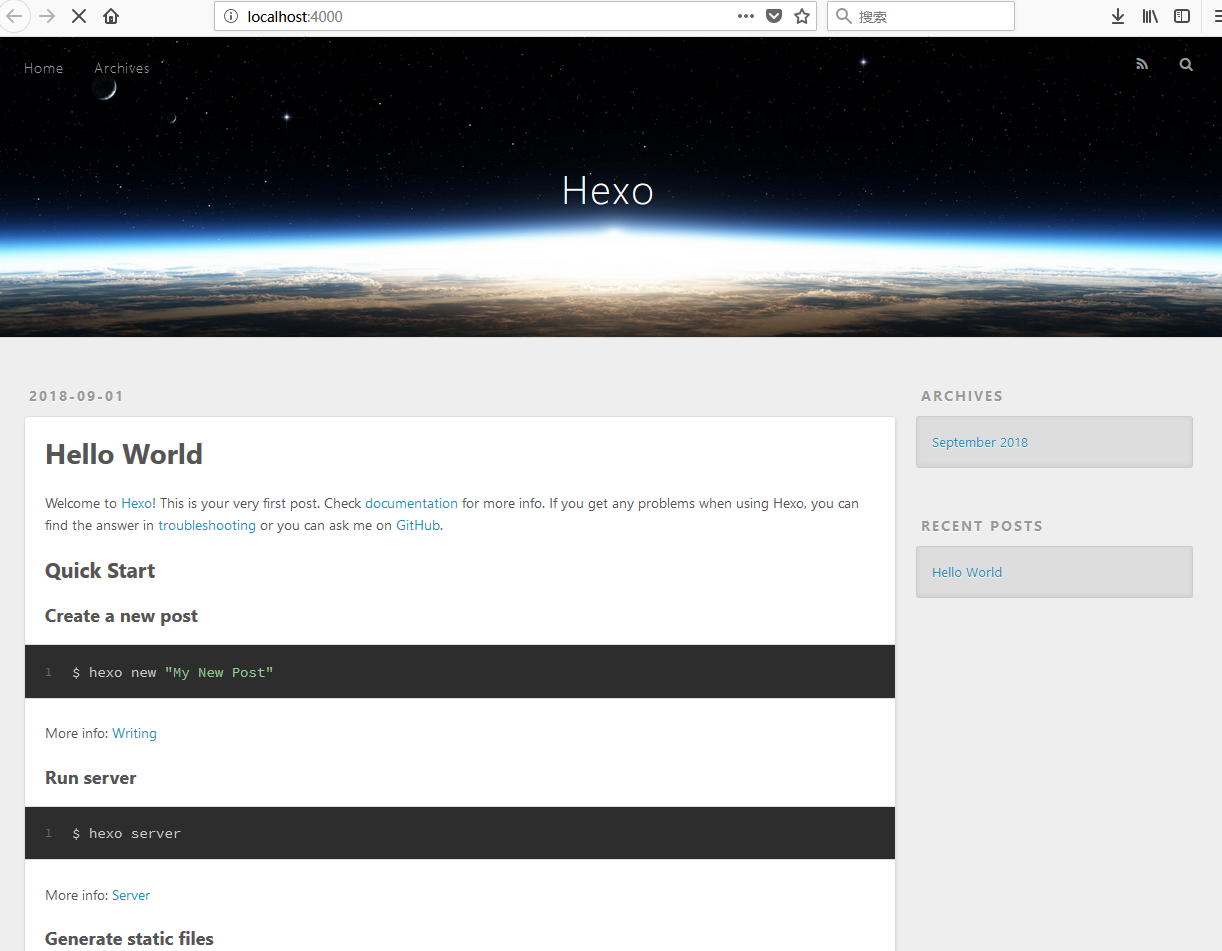 localhost:4000
搜索
Home
Archives
Hexo
2018-09-01
Hello World
Welcome to Hexo! This is your very first post. Check documentation for more info. If you get any problems when using Hexo, you can
find the answer in troubleshooting or you can ask me on GitHub.
Quick Start
Create a new post
1 $ hexo new "My New Post"
More info: Writing
Run server
1 $ hexo server
More info: Server
Generate static files
ARCHIVES
September 2018
RECENT POSTS
Hello World